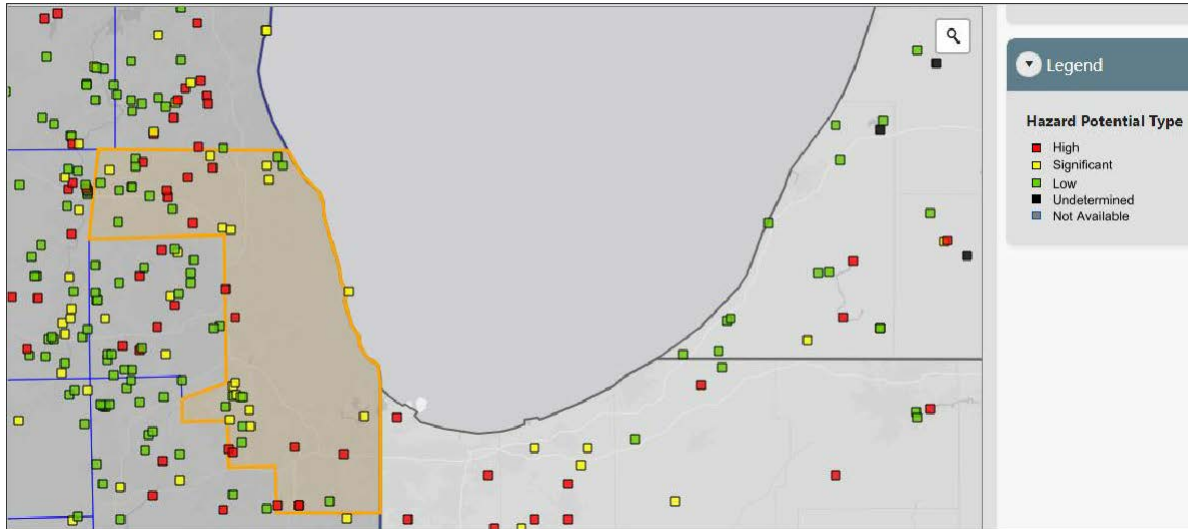 Legend
Hazard Potential Type
High
Significant
Low
Undetermined
Not Available